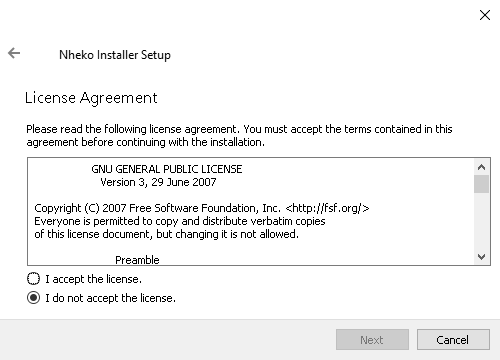 Nheko Installer Setup
License Agreement
Please read the following license agreement. You must accept the terms contained in this
agreement before continuing with the installation.
GNU GENERAL PUBLIC LICENSE
Version 3, 29 June 2007
Copyright (C) 2007 Free Software Foundation, Inc. <http://fsf.org/>
Everyone is permitted to copy and distribute verbatim copies
of this license document, but changing it is not allowed.
Preamble
I accept the license.
I do not accept the license.
Next
Cancel